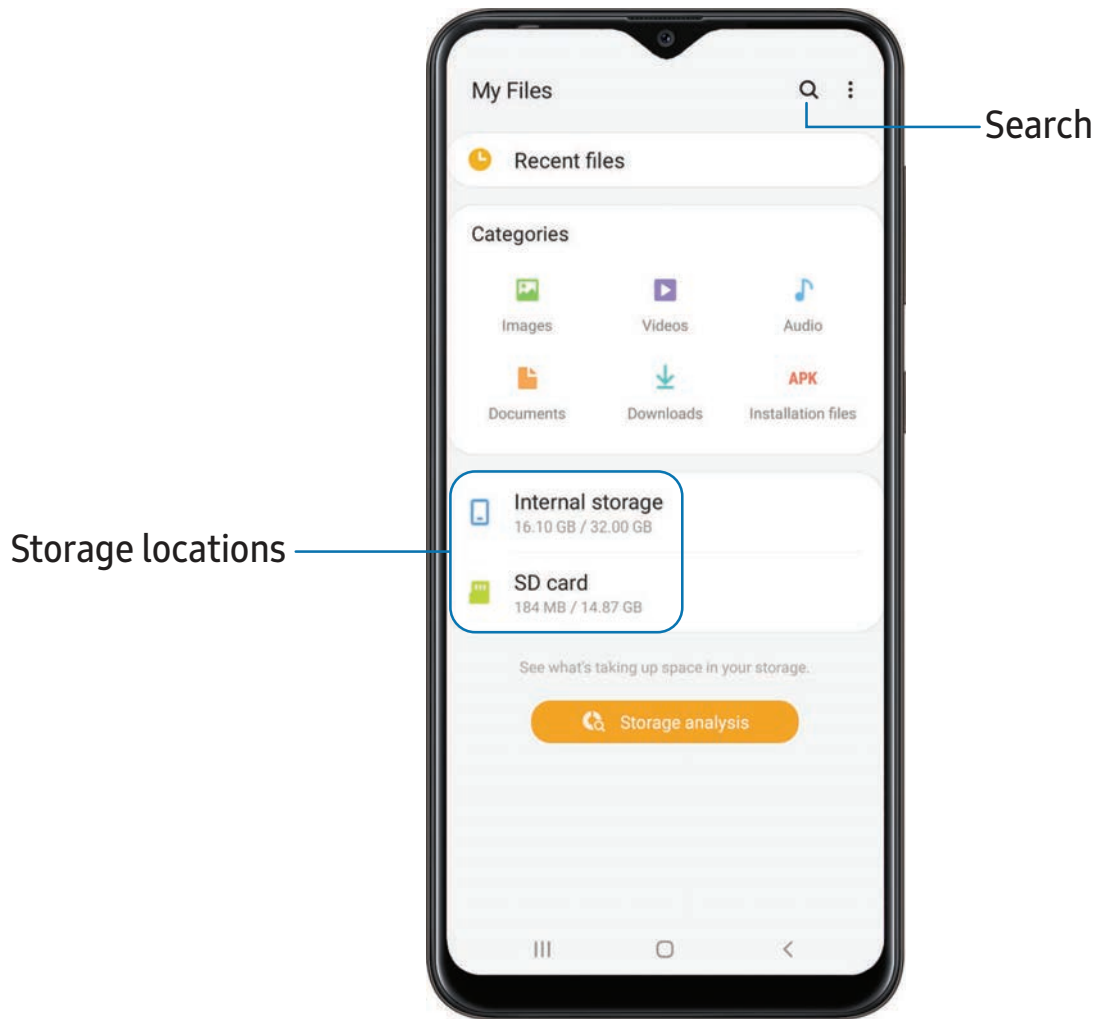 My Files
Search
Recent files
Categories
Images Videos Audio
APK
Documents Downloads Installation files
Storage locations
Internal storage
16.10 GB / 32.00 GB
SD card
184 MB / 14.87 GB
See what's taking up space in your storage.
Storage analysis